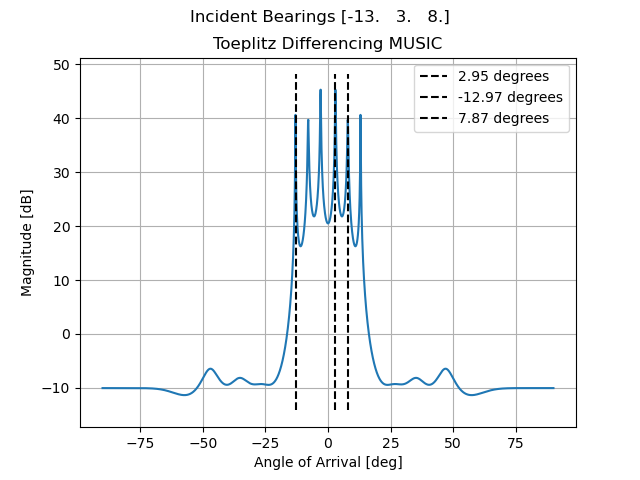 Incident Bearings [-13. 3. 8.]
Toeplitz Differencing MUSIC
50
40
30
20
10
0
−10
Magnitude [dB]
2.95 degrees
-12.97 degrees
7.87 degrees
−75 −50 −25 0 25 50 75
Angle of Arrival [deg]